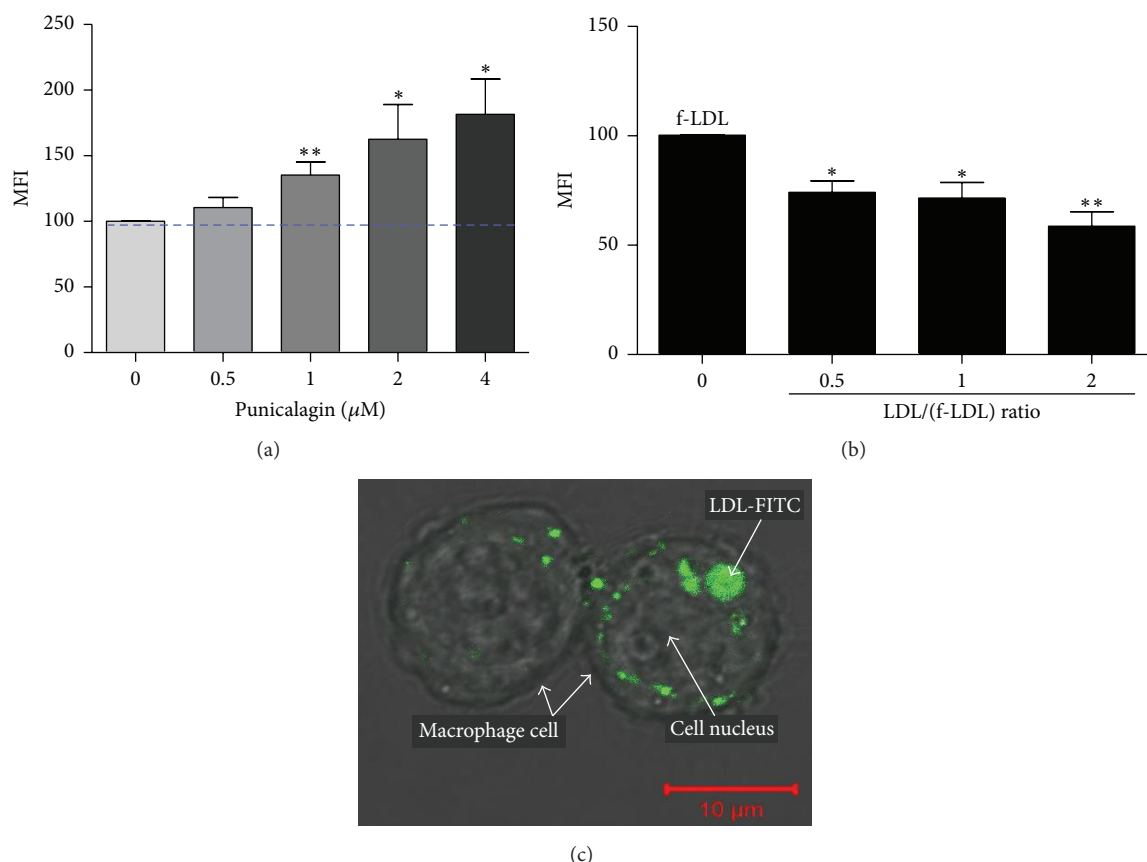 250
200
150
100
50
0
MFI
*
*
**
0 0.5 1 2 4
Punicalagin (μM)
(a)
150
100
50
0
MFI
f-LDL
*
*
**
0 0.5 1 2
LDL/(f-LDL) ratio
(b)
LDL-FITC
Macrophage cell
Cell nucleus
10 μm
(c)